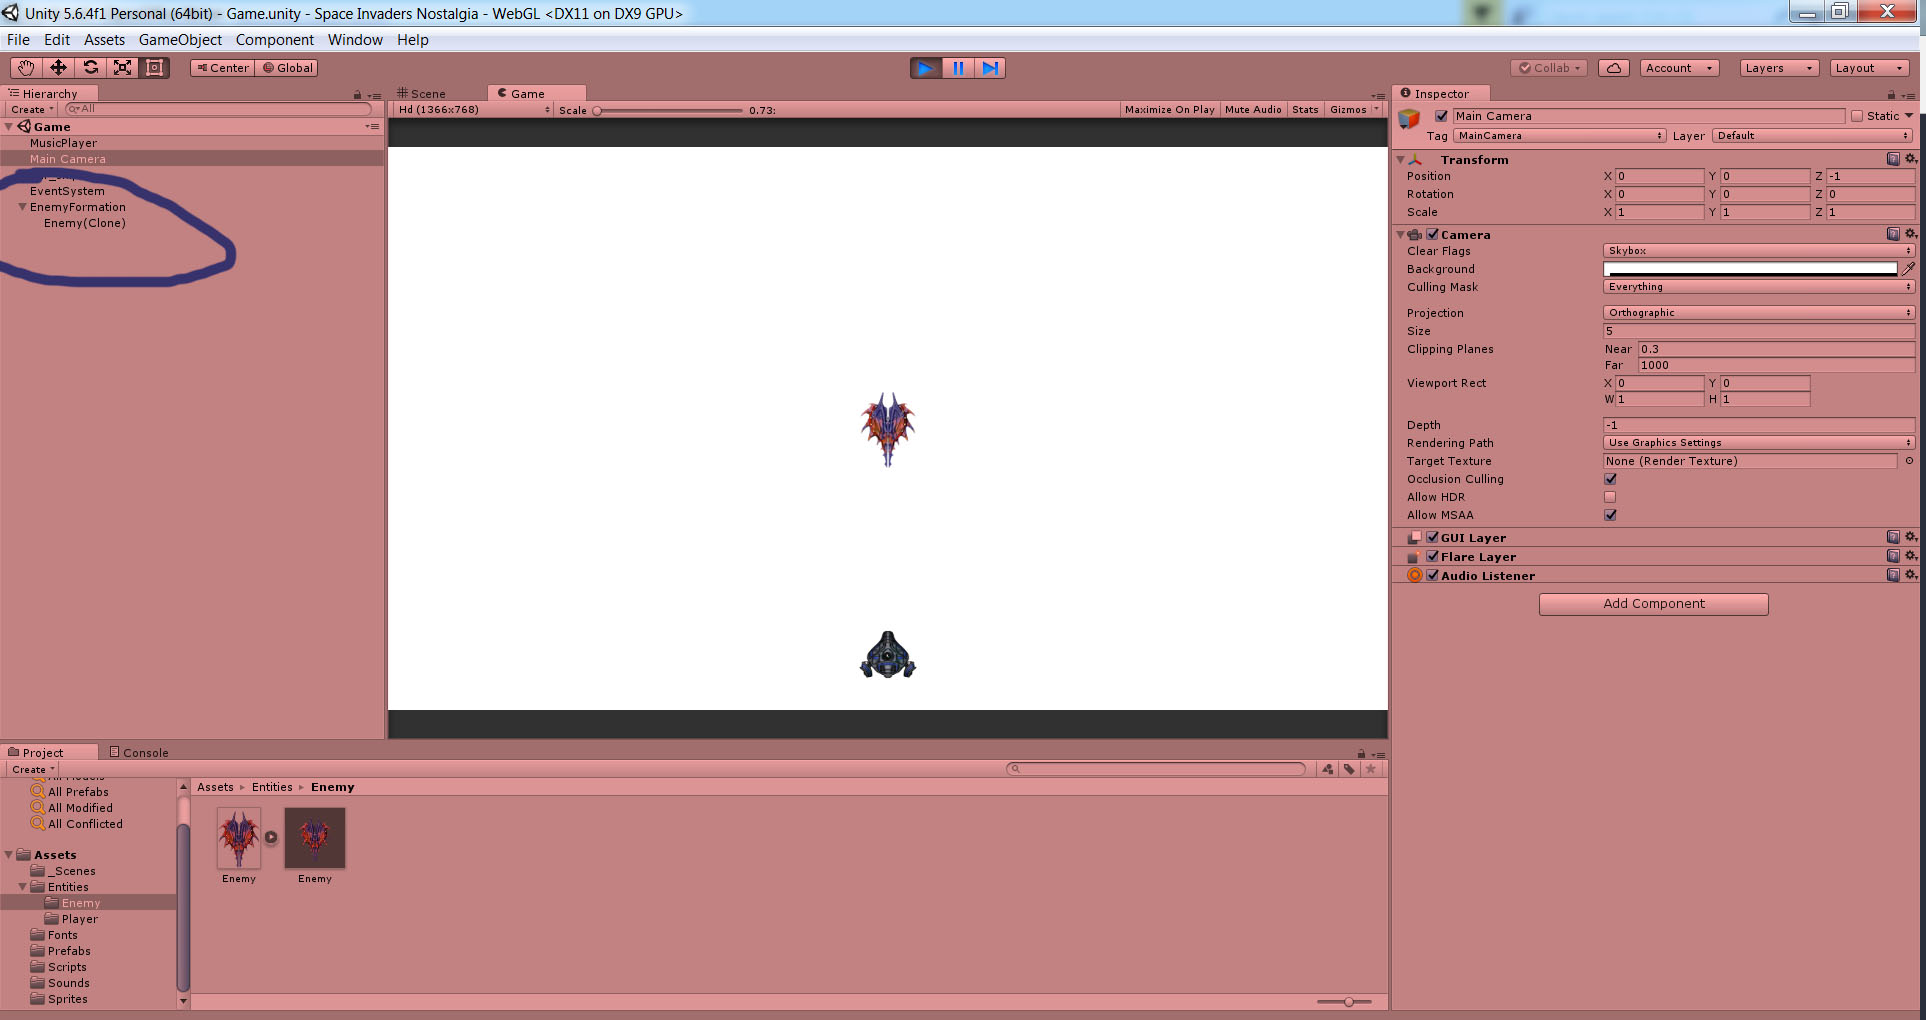 Unity 5.6.4f1 Personal (64bit) - Game.unity - Space Invaders Nostalgia - WebGL <DX11 on DX9 GPU>
File Edit Assets GameObject Component Window Help
Center Global
Collab Account Layers Layout
Hierarchy
Create All
Game
MusicPlayer
Main Camera
EventSystem
EnemyFormation
Enemy(Clone)
Scene Game
Hd (1366x768) Scale 0.73: Maximize On Play Mute Audio Stats Gizmos
Inspector
Main Camera Static
Tag MainCamera Layer Default
Transform
Position X 0 Y 0 Z -1
Rotation X 0 Y 0 Z 0
Scale X 1 Y 1 Z 1
Camera
Clear Flags Skybox
Background
Culling Mask Everything
Projection Orthographic
Size 5
Clipping Planes Near 0.3
Far 1000
Viewport Rect X 0 Y 0
W 1 H 1
Depth -1
Rendering Path Use Graphics Settings
Target Texture None (Render Texture)
Occlusion Culling
Allow HDR
Allow MSAA
GUI Layer
Flare Layer
Audio Listener
Add Component
Project Console
Create
All Models
All Prefabs
All Modified
All Conflicted
Assets
_Scenes
Entities
Enemy
Player
Fonts
Prefabs
Scripts
Sounds
Sprites
Assets Entities Enemy
Enemy Enemy